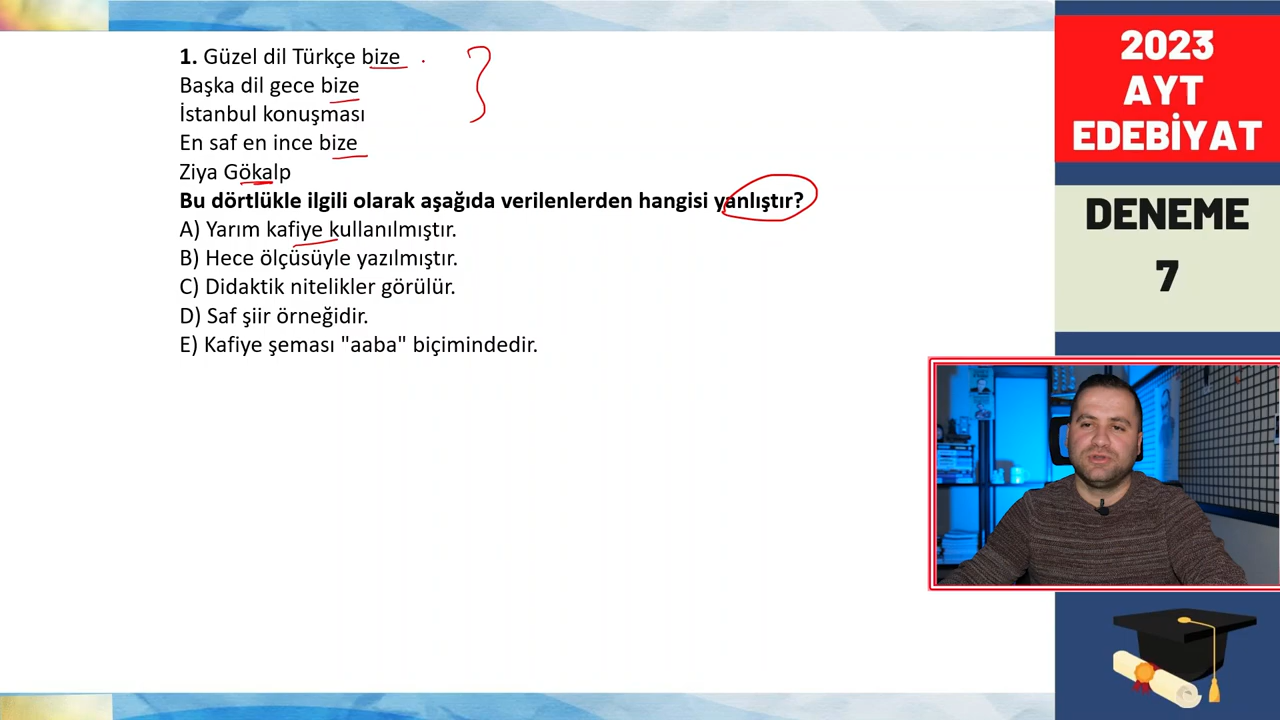 1. Güzel dil Türkçe bize
Başka dil gece bize
İstanbul konuşması
En saf en ince bize
Ziya Gökalp
Bu dörtlükle ilgili olarak aşağıda verilenlerden hangisi yanlıştır?
A) Yarım kafiye kullanılmıştır.
B) Hece ölçüsüyle yazılmıştır.
C) Didaktik nitelikler görülür.
D) Saf şiir örneğidir.
E) Kafiye şeması "aaba" biçimindedir.
2023
AYT
EDEBİYAT
DENEME
7